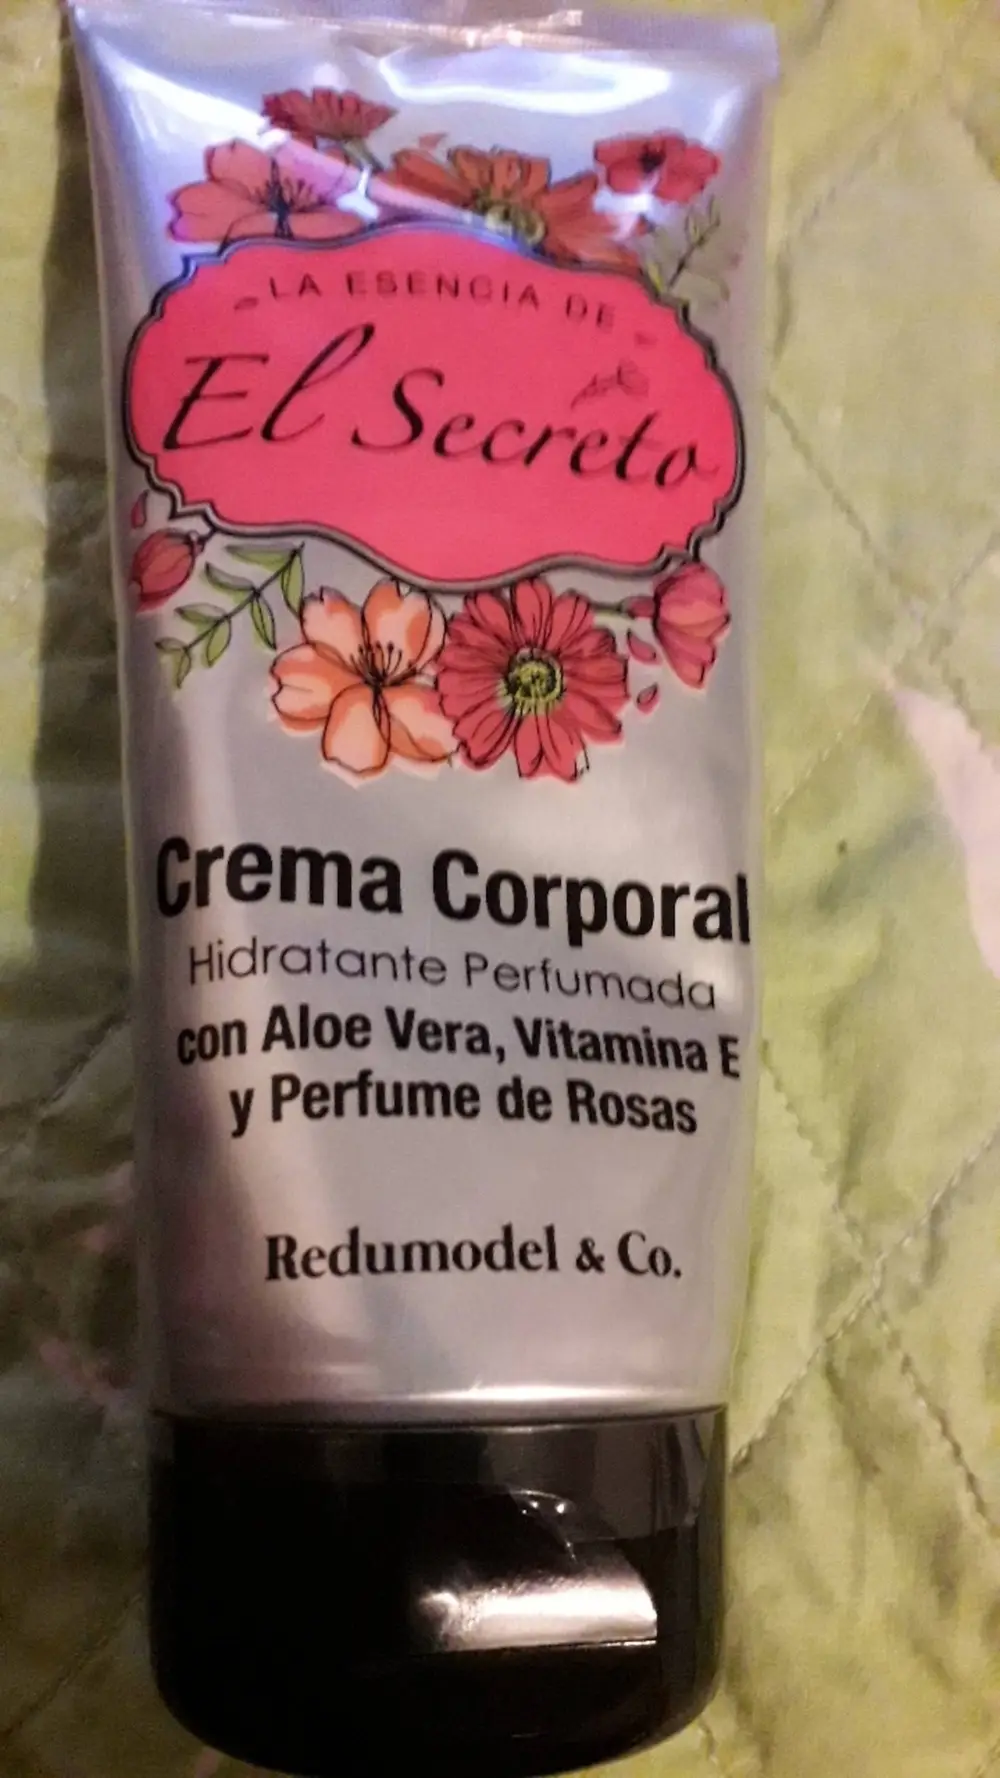 LA ESENCIA DE
El Secreto
Crema Corporal
Hidratante Perfumada
con Aloe Vera, Vitamina E
y Perfume de Rosas
Redumodel & Co.